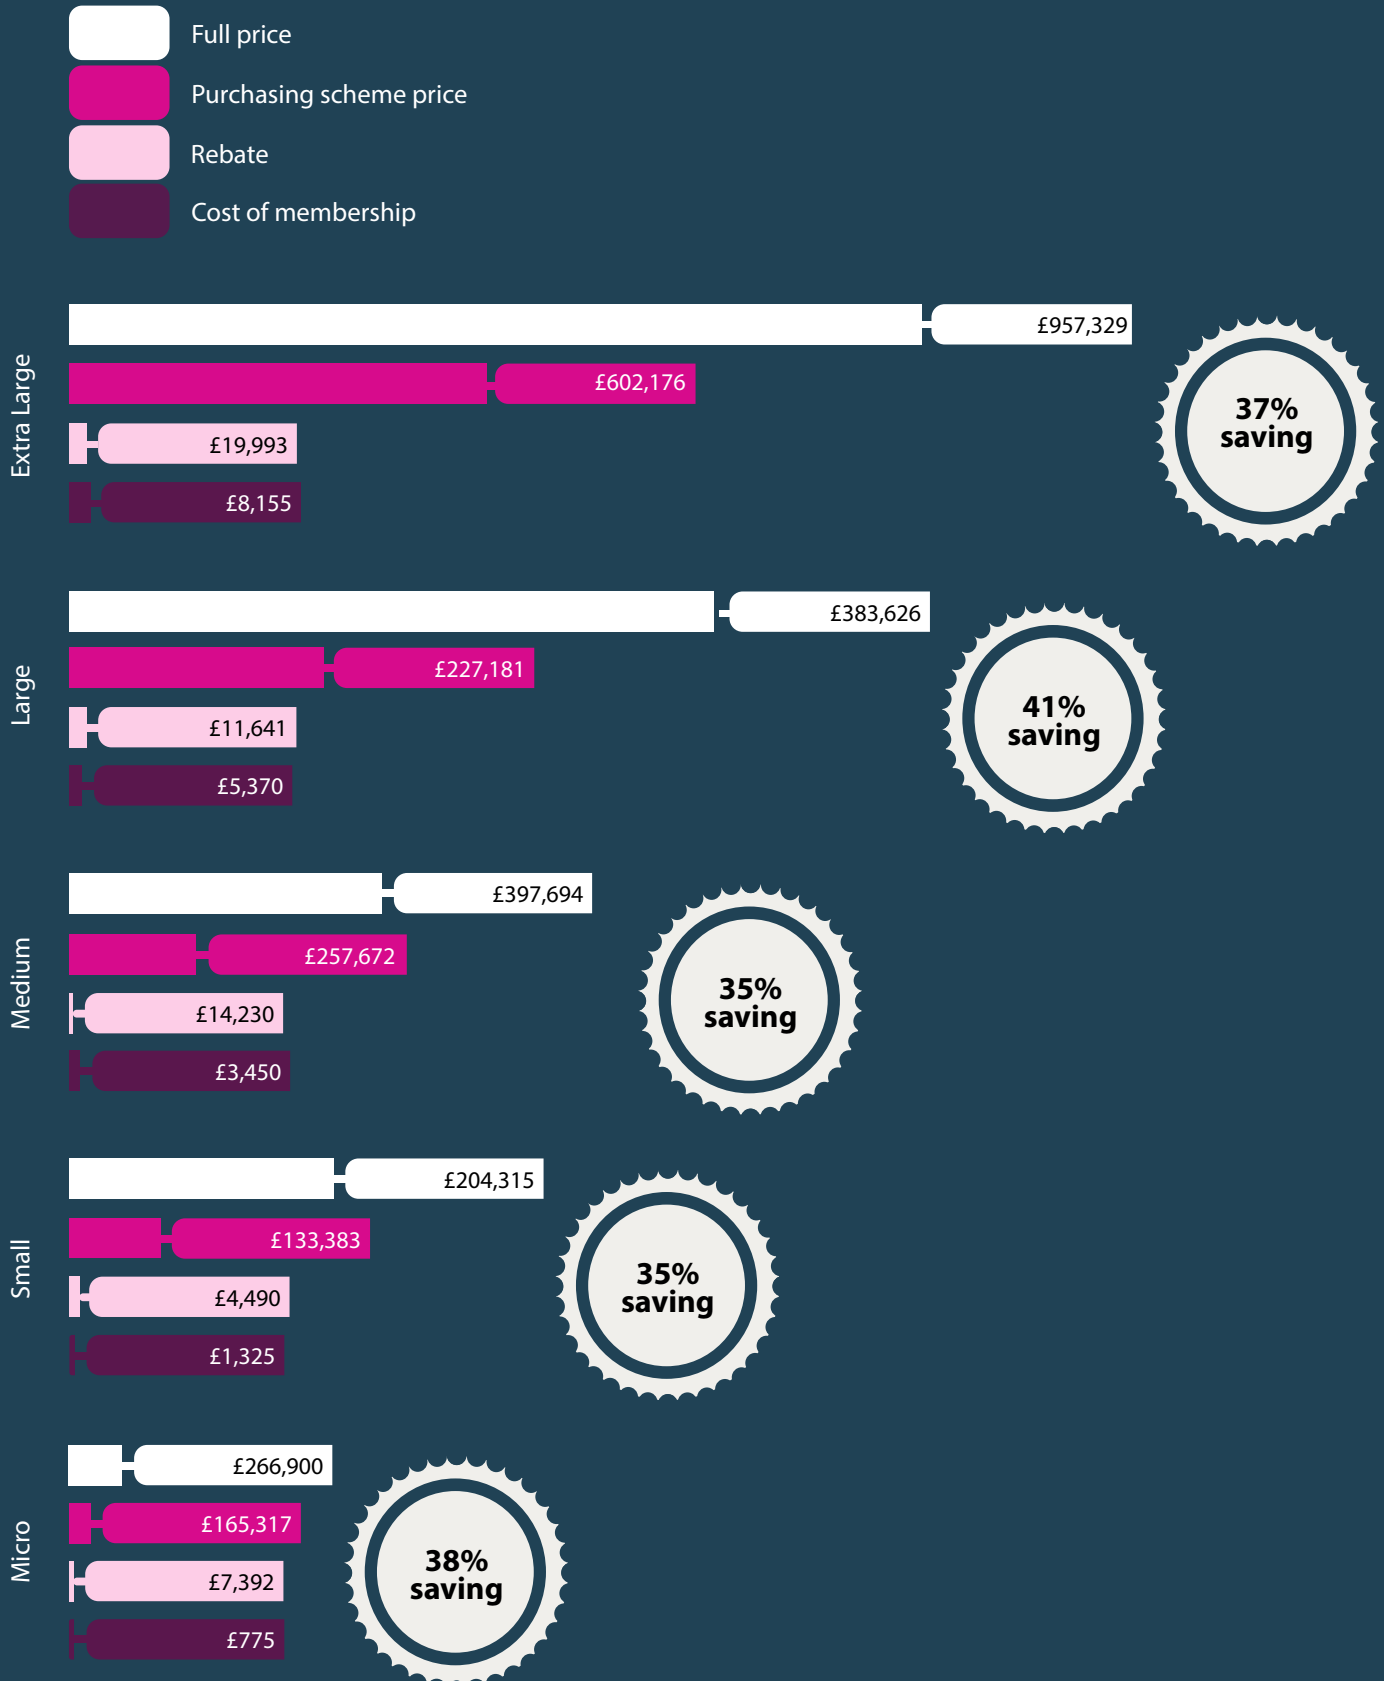 Full price
Purchasing scheme price
Rebate
Cost of membership
Extra Large
£957,329
£602,176
£19,993
£8,155
37%
saving
Large
£383,626
£227,181
£11,641
£5,370
41%
saving
Medium
£397,694
£257,672
£14,230
£3,450
35%
saving
Small
£204,315
£133,383
£4,490
£1,325
35%
saving
Micro
£266,900
£165,317
£7,392
£775
38%
saving